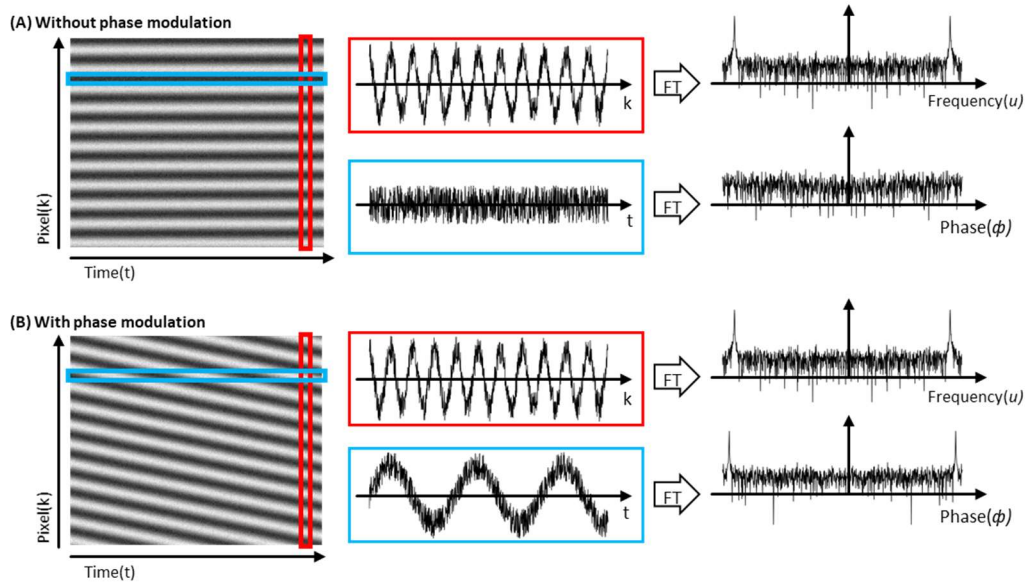 (A) Without phase modulation
Pixel(k)
Time(t)
k
FT
Frequency(u)
t
FT
Phase(ϕ)
(B) With phase modulation
Pixel(k)
Time(t)
k
FT
Frequency(u)
t
FT
Phase(ϕ)